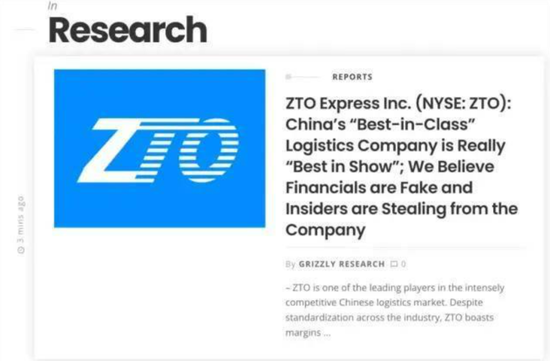 In
Research
ZTO
REPORTS
ZTO Express Inc. (NYSE: ZTO):
China’s “Best-in-Class”
Logistics Company is Really
“Best in Show”; We Believe
Financials are Fake and
Insiders are Stealing from the
Company
By GRIZZLY RESEARCH 0
– ZTO is one of the leading players in the intensely
competitive Chinese logistics market. Despite
standardization across the industry, ZTO boasts
margins ...
3 mins ago